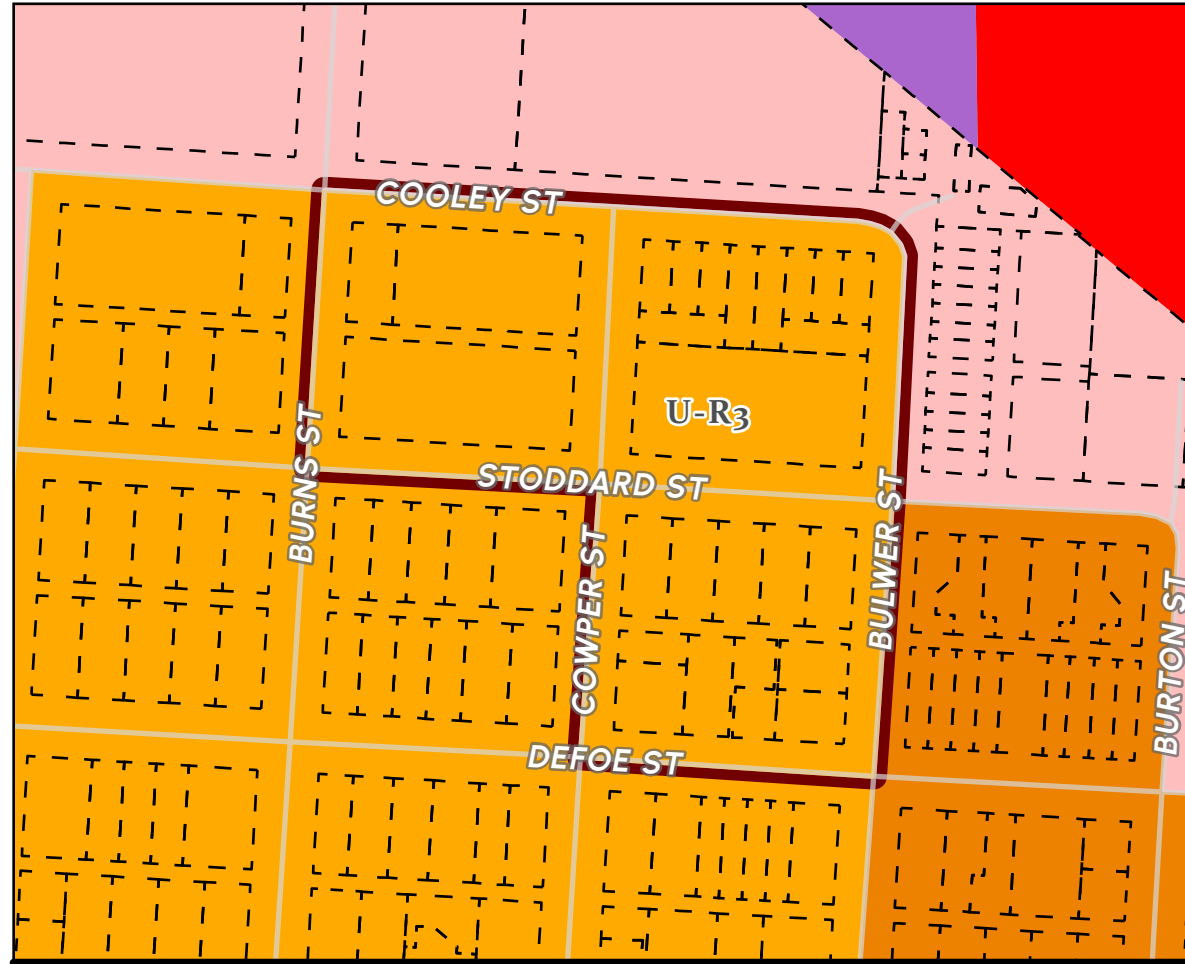 COOLEY ST
U-R3
BURNS ST
STODDARD ST
COWPER ST
BULWER ST
BURTON ST
DEFOE ST